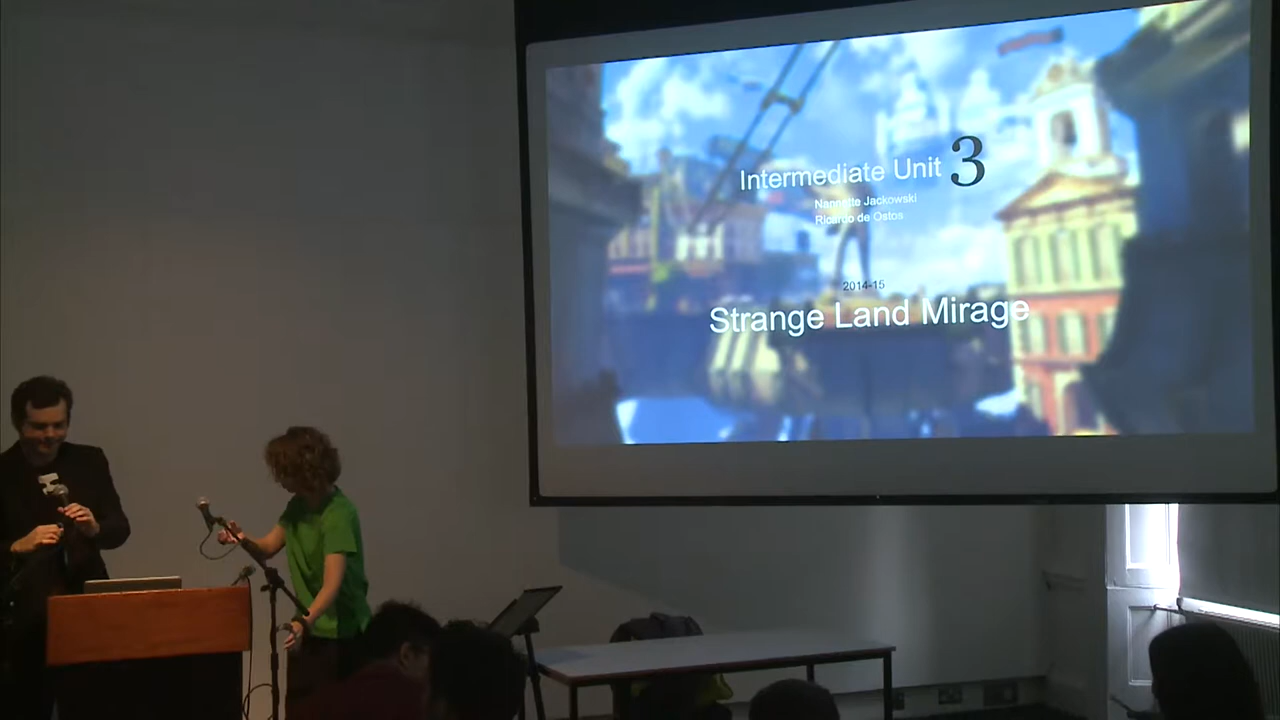 Intermediate Unit 3
Nannette Jackowski
Ricardo de Ostos
2014-15
Strange Land Mirage